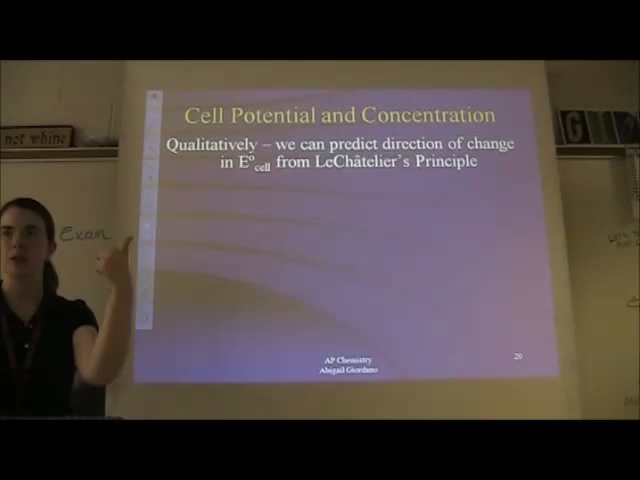 Cell Potential and Concentration
Qualitatively – we can predict direction of change
in E°cell from LeChâtelier's Principle
not whine
Exam
G
AP Chemistry
Abigail Giordano
20